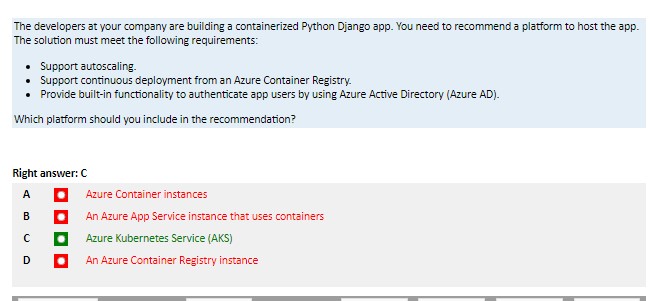 The developers at your company are building a containerized Python Django app. You need to recommend a platform to host the app.
The solution must meet the following requirements:
• Support autoscaling.
• Support continuous deployment from an Azure Container Registry.
• Provide built-in functionality to authenticate app users by using Azure Active Directory (Azure AD).
Which platform should you include in the recommendation?
Right answer: C
A Azure Container instances
B An Azure App Service instance that uses containers
C Azure Kubernetes Service (AKS)
D An Azure Container Registry instance